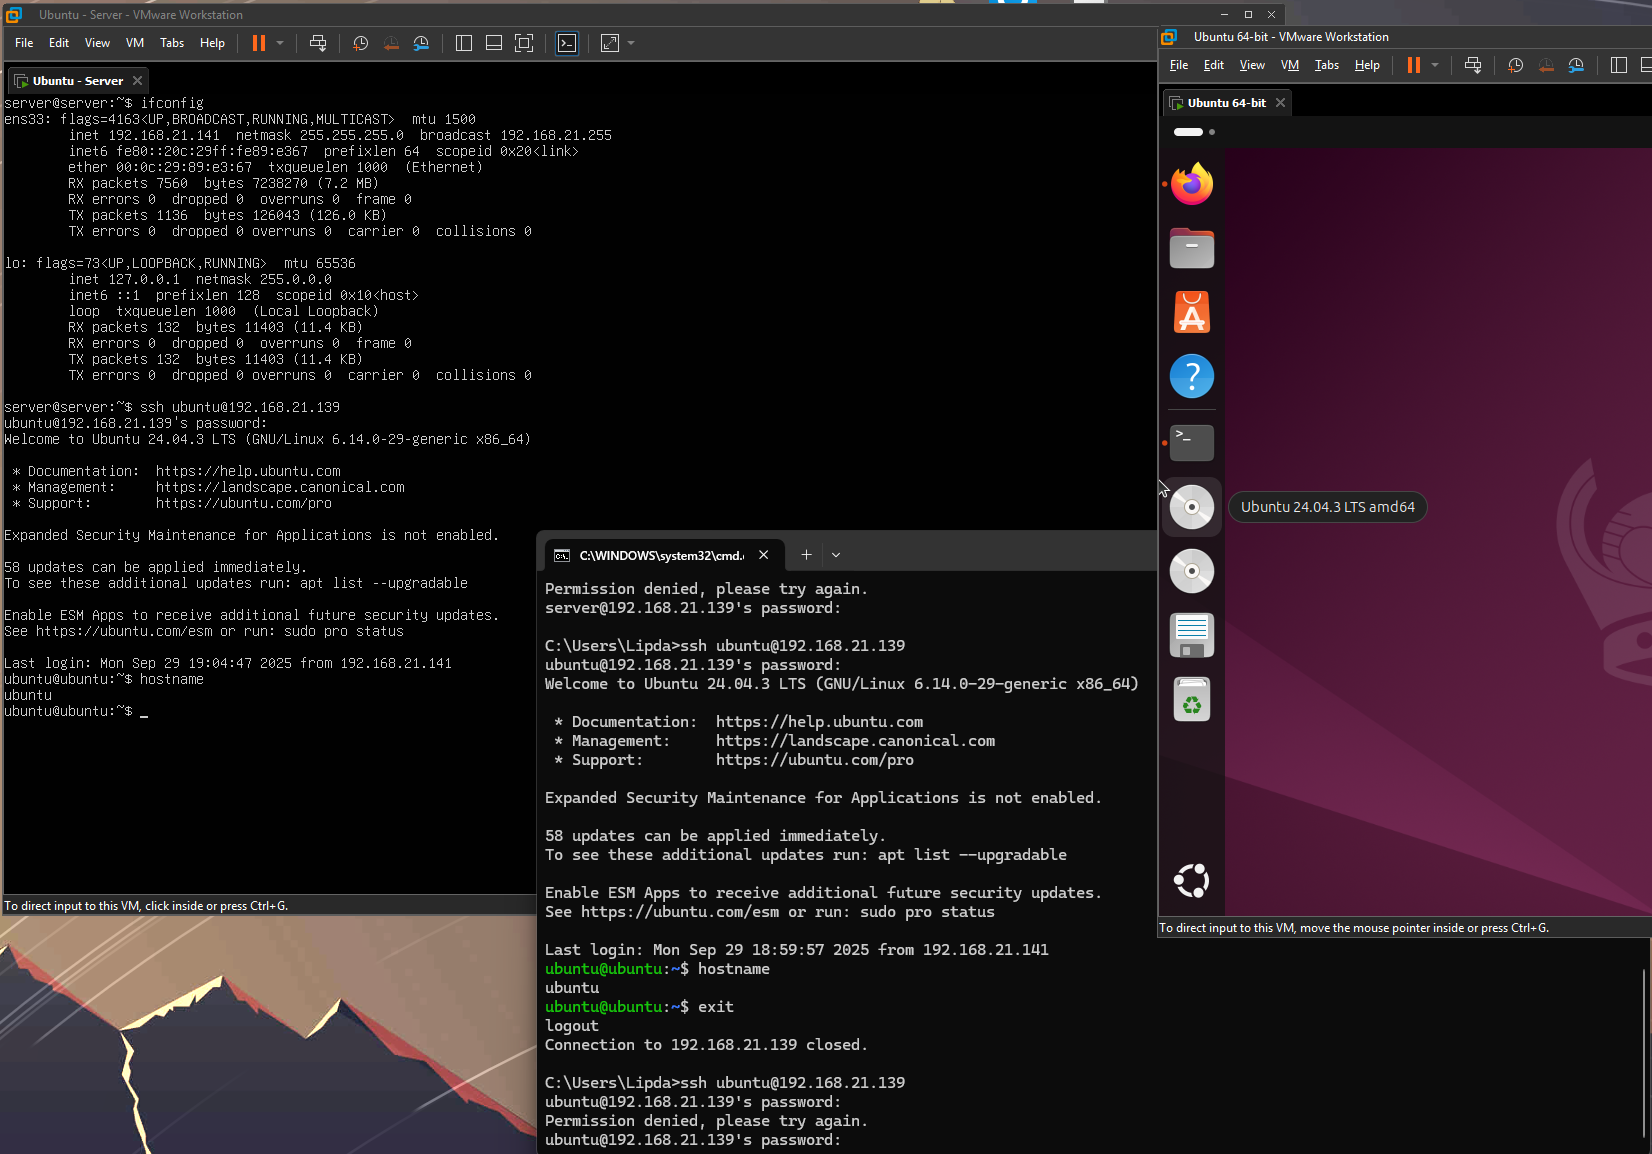 Ubuntu - Server - VMware Workstation
File Edit View VM Tabs Help
Ubuntu - Server
server@server:~$ ifconfig
ens33: flags=4163<UP,BROADCAST,RUNNING,MULTICAST>  mtu 1500
        inet 192.168.21.141  netmask 255.255.255.0  broadcast 192.168.21.255
        inet6 fe80::20c:29ff:fe89:e367  prefixlen 64  scopeid 0x20<link>
        ether 00:0c:29:89:e3:67  txqueuelen 1000  (Ethernet)
        RX packets 7560  bytes 7238270 (7.2 MB)
        RX errors 0  dropped 0  overruns 0  frame 0
        TX packets 1136  bytes 126043 (126.0 KB)
        TX errors 0  dropped 0 overruns 0  carrier 0  collisions 0
lo: flags=73<UP,LOOPBACK,RUNNING>  mtu 65536
        inet 127.0.0.1  netmask 255.0.0.0
        inet6 ::1  prefixlen 128  scopeid 0x10<host>
        loop  txqueuelen 1000  (Local Loopback)
        RX packets 132  bytes 11403 (11.4 KB)
        RX errors 0  dropped 0  overruns 0  frame 0
        TX packets 132  bytes 11403 (11.4 KB)
        TX errors 0  dropped 0 overruns 0  carrier 0  collisions 0
server@server:~$ ssh ubuntu@192.168.21.139
ubuntu@192.168.21.139's password:
Welcome to Ubuntu 24.04.3 LTS (GNU/Linux 6.14.0-29-generic x86_64)
 * Documentation:  https://help.ubuntu.com
 * Management:     https://landscape.canonical.com
 * Support:        https://ubuntu.com/pro
Expanded Security Maintenance for Applications is not enabled.
58 updates can be applied immediately.
To see these additional updates run: apt list --upgradable
Enable ESM Apps to receive additional future security updates.
See https://ubuntu.com/esm or run: sudo pro status
Last login: Mon Sep 29 19:04:47 2025 from 192.168.21.141
ubuntu@ubuntu:~$ hostname
ubuntu
ubuntu@ubuntu:~$ _
To direct input to this VM, click inside or press Ctrl+G.
C:\WINDOWS\system32\cmd.
Permission denied, please try again.
server@192.168.21.139's password:
C:\Users\Lipda>ssh ubuntu@192.168.21.139
ubuntu@192.168.21.139's password:
Welcome to Ubuntu 24.04.3 LTS (GNU/Linux 6.14.0-29-generic x86_64)
 * Documentation:  https://help.ubuntu.com
 * Management:     https://landscape.canonical.com
 * Support:        https://ubuntu.com/pro
Expanded Security Maintenance for Applications is not enabled.
58 updates can be applied immediately.
To see these additional updates run: apt list --upgradable
Enable ESM Apps to receive additional future security updates.
See https://ubuntu.com/esm or run: sudo pro status
Last login: Mon Sep 29 18:59:57 2025 from 192.168.21.141
ubuntu@ubuntu:~$ hostname
ubuntu
ubuntu@ubuntu:~$ exit
logout
Connection to 192.168.21.139 closed.
C:\Users\Lipda>ssh ubuntu@192.168.21.139
ubuntu@192.168.21.139's password:
Permission denied, please try again.
ubuntu@192.168.21.139's password:
Ubuntu 64-bit - VMware Workstation
File Edit View VM Tabs Help
Ubuntu 64-bit
Ubuntu 24.04.3 LTS amd64
To direct input to this VM, move the mouse pointer inside or press Ctrl+G.